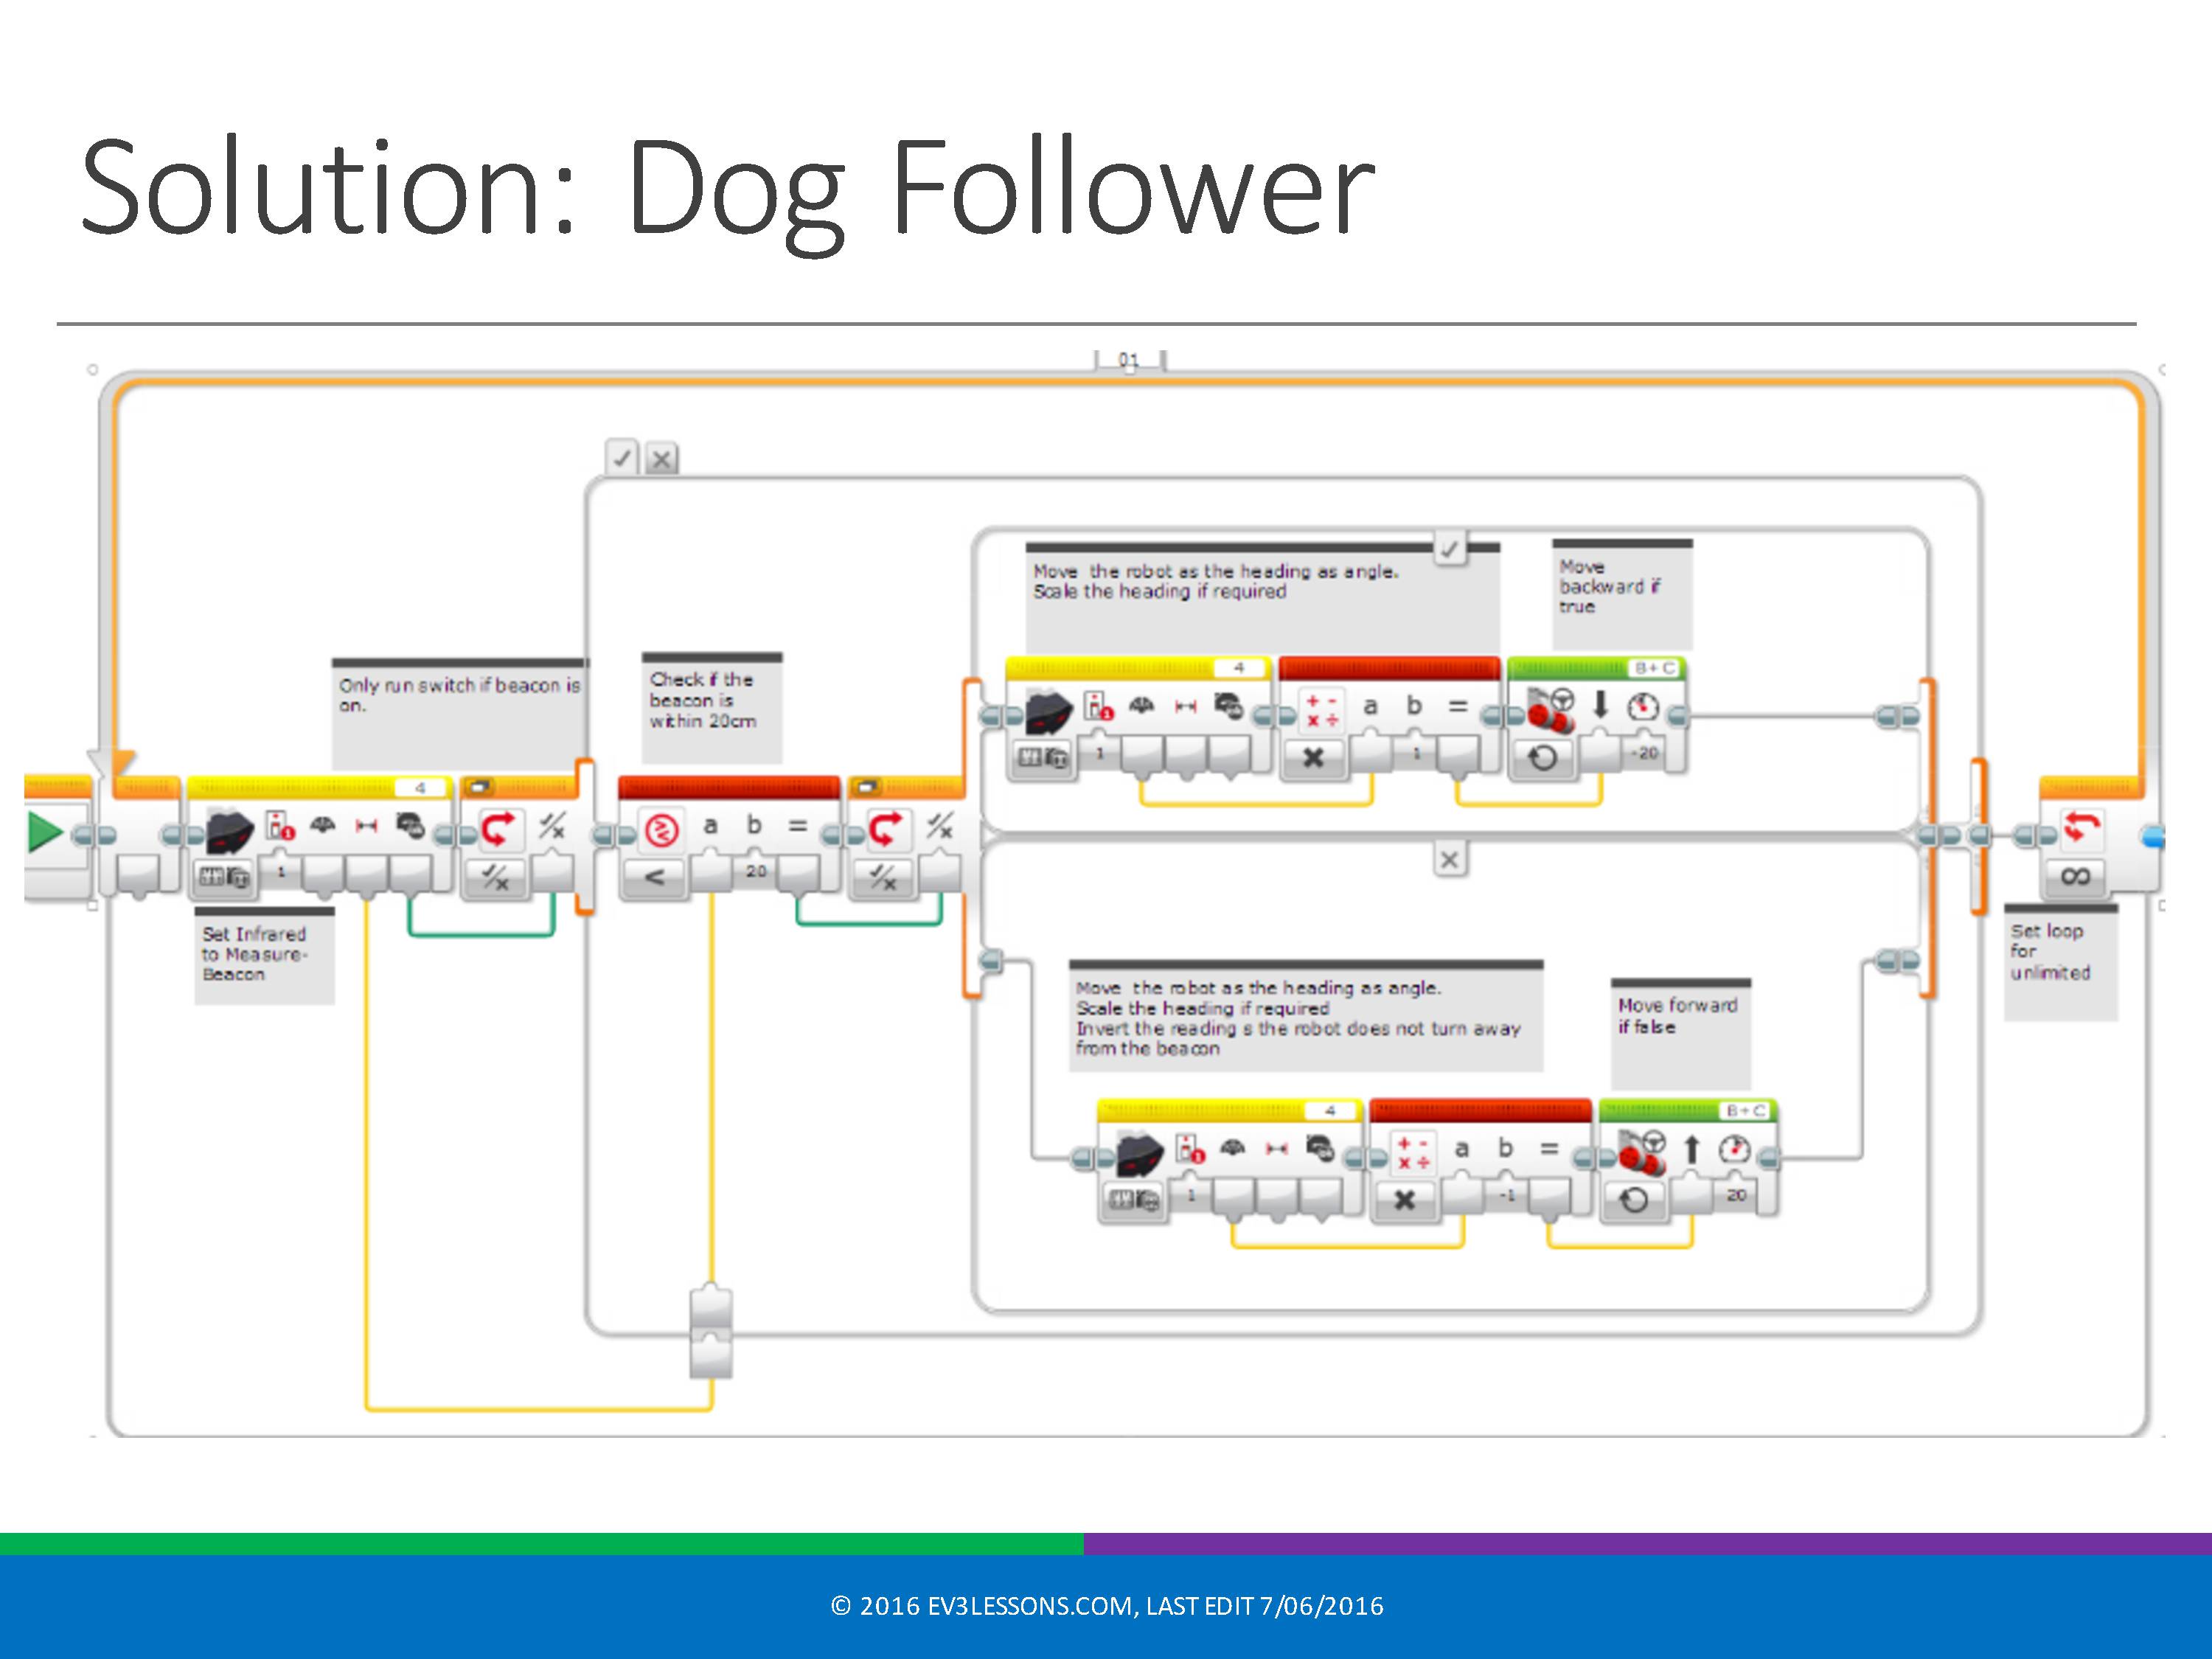 Solution: Dog Follower
01
Move the robot as the heading as angle.
Scale the heading if required
Move
backward if
true
Only run switch if beacon is
on.
Check if the
beacon is
within 20cm
4
B+C
a b =
1
1
-20
4
a b =
1
20
Set Infrared
to Measure-
Beacon
Set loop
for
unlimited
Move the robot as the heading as angle.
Scale the heading if required
Invert the reading s the robot does not turn away
from the beacon
Move forward
if false
4
B+C
a b =
1
-1
20
© 2016 EV3LESSONS.COM, LAST EDIT 7/06/2016